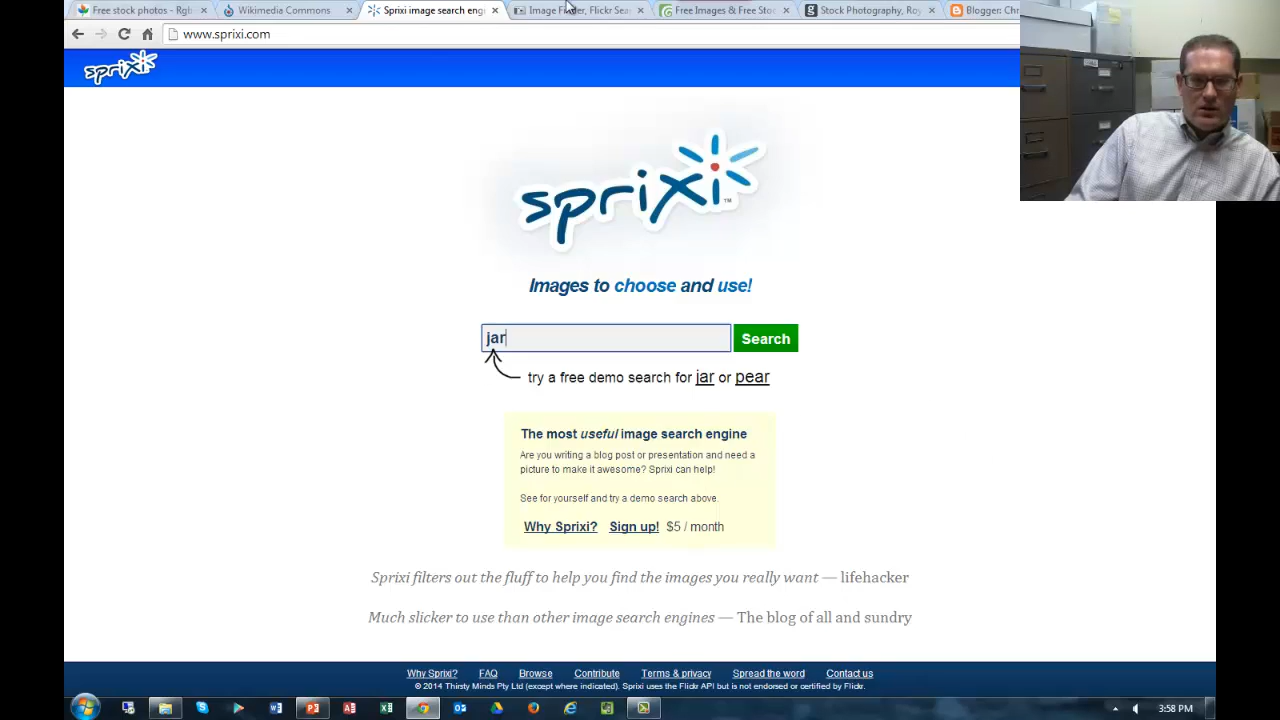 Free stock photos - Rgb
Wikimedia Commons
Sprixi image search eng
Image Finder, Flickr Sea
Free Images & Free Sto
Stock Photography, Roy
Blogger: Chr
www.sprixi.com
sprixi
sprixi™
Images to choose and use!
jar
Search
try a free demo search for jar or pear
The most useful image search engine
Are you writing a blog post or presentation and need a
picture to make it awesome? Sprixi can help!
See for yourself and try a demo search above.
Why Sprixi? Sign up! $5 / month
Sprixi filters out the fluff to help you find the images you really want — lifehacker
Much slicker to use than other image search engines — The blog of all and sundry
Why Sprixi? FAQ Browse Contribute Terms & privacy Spread the word Contact us
© 2014 Thirsty Minds Pty Ltd (except where indicated). Sprixi uses the Flickr API but is not endorsed or certified by Flickr.
3:58 PM